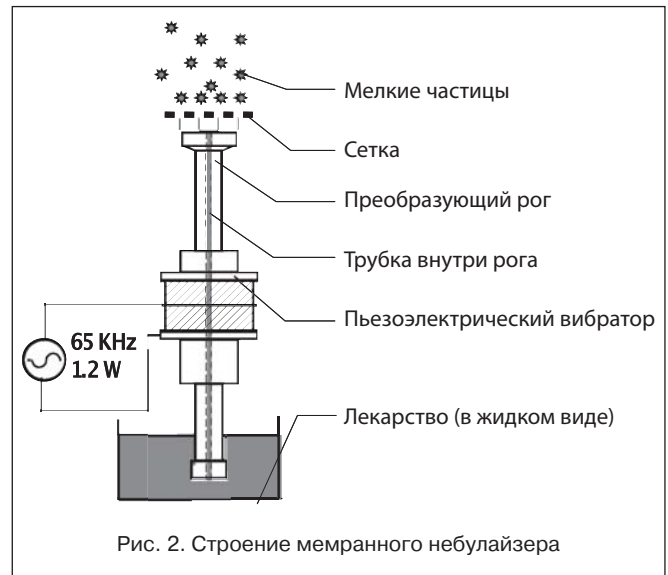 Мелкие частицы
Сетка
Преобразующий рог
Трубка внутри рога
Пьезоэлектрический вибратор
65 KHz
1.2 W
Лекарство (в жидком виде)
Рис. 2. Строение мемранного небулайзера